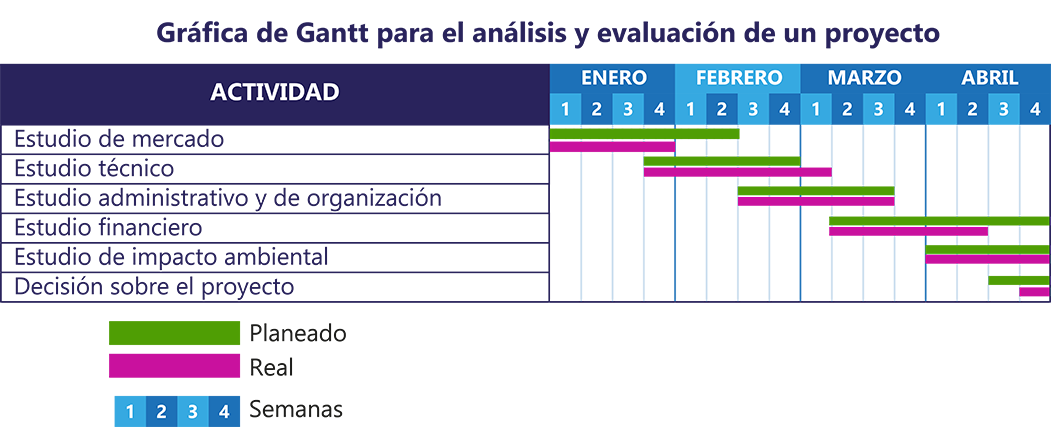 Gráfica de Gantt para el análisis y evaluación de un proyecto
ACTIVIDAD
ENERO FEBRERO MARZO ABRIL
1 2 3 4 1 2 3 4 1 2 3 4 1 2 3 4
Estudio de mercado
Estudio técnico
Estudio administrativo y de organización
Estudio financiero
Estudio de impacto ambiental
Decisión sobre el proyecto
Planeado
Real
1 2 3 4 Semanas